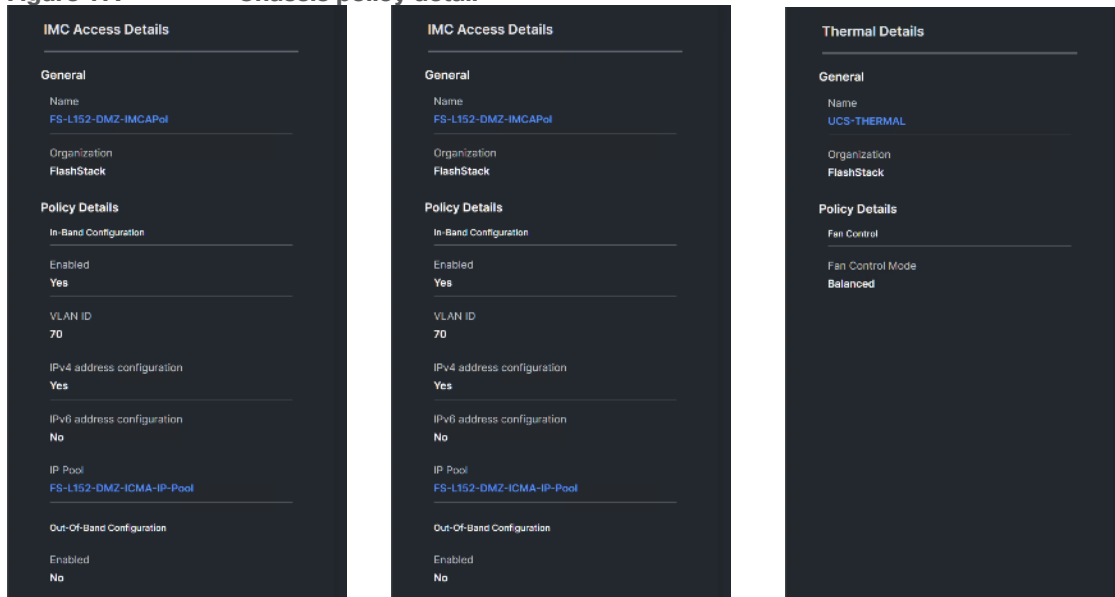 Chassis policy detail
IMC Access Details
General
Name
FS-L152-DMZ-IMCAPol
Organization
FlashStack
Policy Details
In-Band Configuration
Enabled
Yes
VLAN ID
70
IPv4 address configuration
Yes
IPv6 address configuration
No
IP Pool
FS-L152-DMZ-ICMA-IP-Pool
Out-Of-Band Configuration
Enabled
No
IMC Access Details
General
Name
FS-L152-DMZ-IMCAPol
Organization
FlashStack
Policy Details
In-Band Configuration
Enabled
Yes
VLAN ID
70
IPv4 address configuration
Yes
IPv6 address configuration
No
IP Pool
FS-L152-DMZ-ICMA-IP-Pool
Out-Of-Band Configuration
Enabled
No
Thermal Details
General
Name
UCS-THERMAL
Organization
FlashStack
Policy Details
Fan Control
Fan Control Mode
Balanced